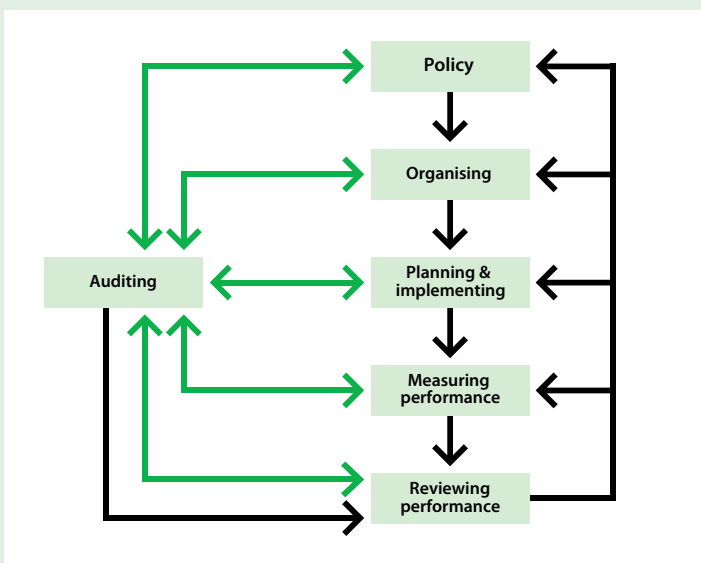 Policy
Organising
Auditing
Planning &
implementing
Measuring
performance
Reviewing
performance